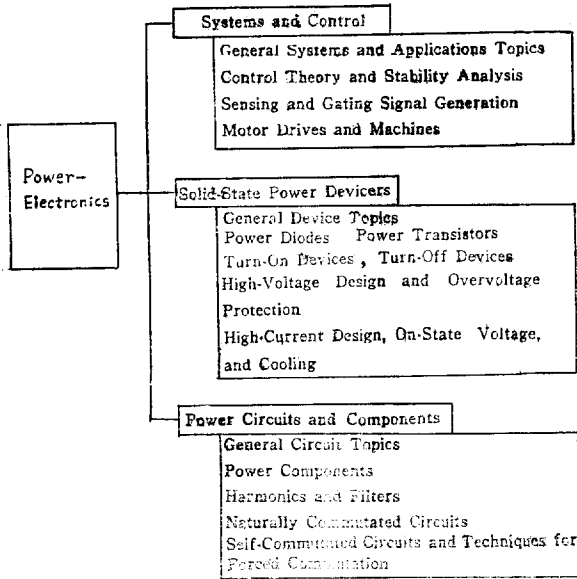 Systems and Control
General Systems and Applications Topics
Control Theory and Stability Analysis
Sensing and Gating Signal Generation
Motor Drives and Machines
Power-
Electronics
Solid-State Power Devicers
General Device Topics
Power Diodes Power Transistors
Turn-On Devices , Turn-Off Devices
High-Voltage Design and Overvoltage
Protection
High-Current Design, On-State Voltage,
and Cooling
Power Circuits and Components
General Circuit Topics
Power Components
Harmonics and Filters
Naturally Commutated Circuits
Self-Commutated Circuits and Techniques for
Forced Commutation